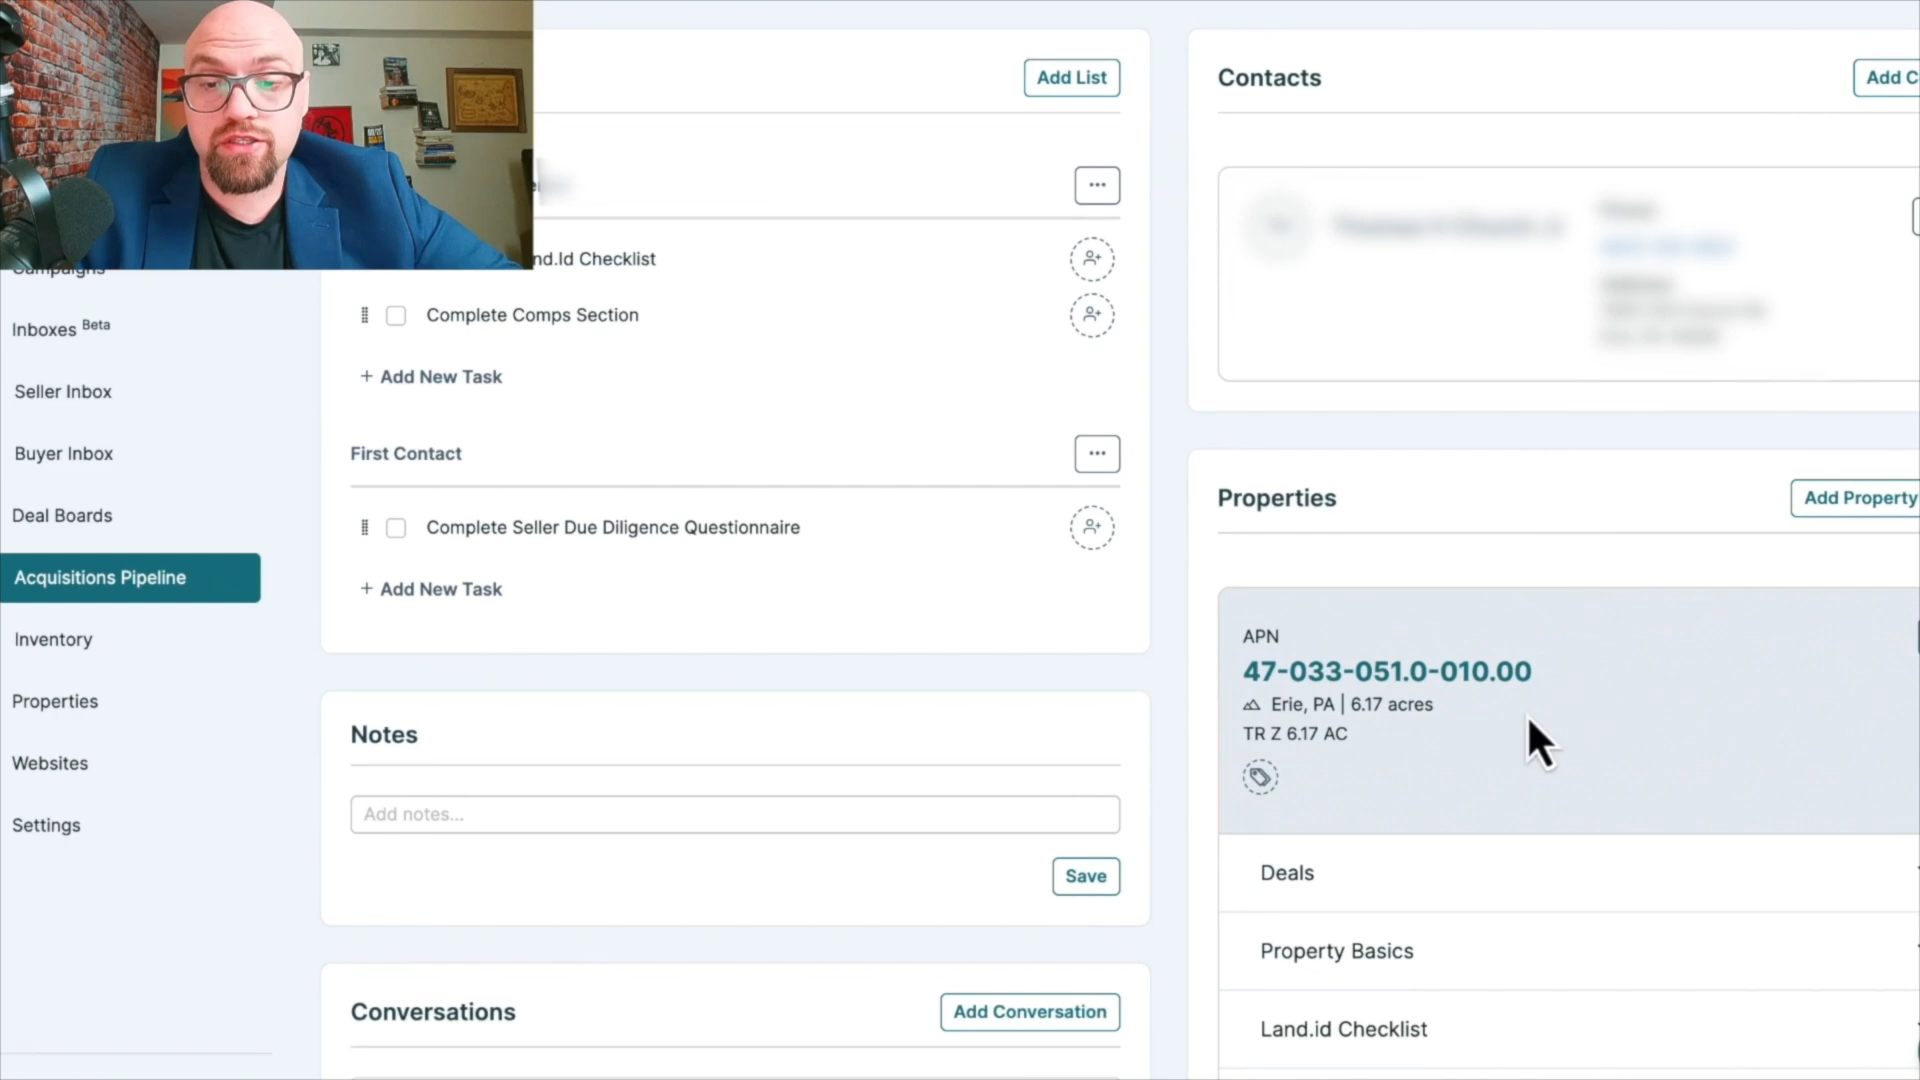 Add List
nd.Id Checklist
Complete Comps Section
+ Add New Task
First Contact
Complete Seller Due Diligence Questionnaire
+ Add New Task
Notes
Add notes...
Save
Conversations
Add Conversation
Campaigns
Inboxes Beta
Seller Inbox
Buyer Inbox
Deal Boards
Acquisitions Pipeline
Inventory
Properties
Websites
Settings
Contacts
Add C
Properties
Add Property
APN
47-033-051.0-010.00
Erie, PA | 6.17 acres
TR Z 6.17 AC
Deals
Property Basics
Land.id Checklist